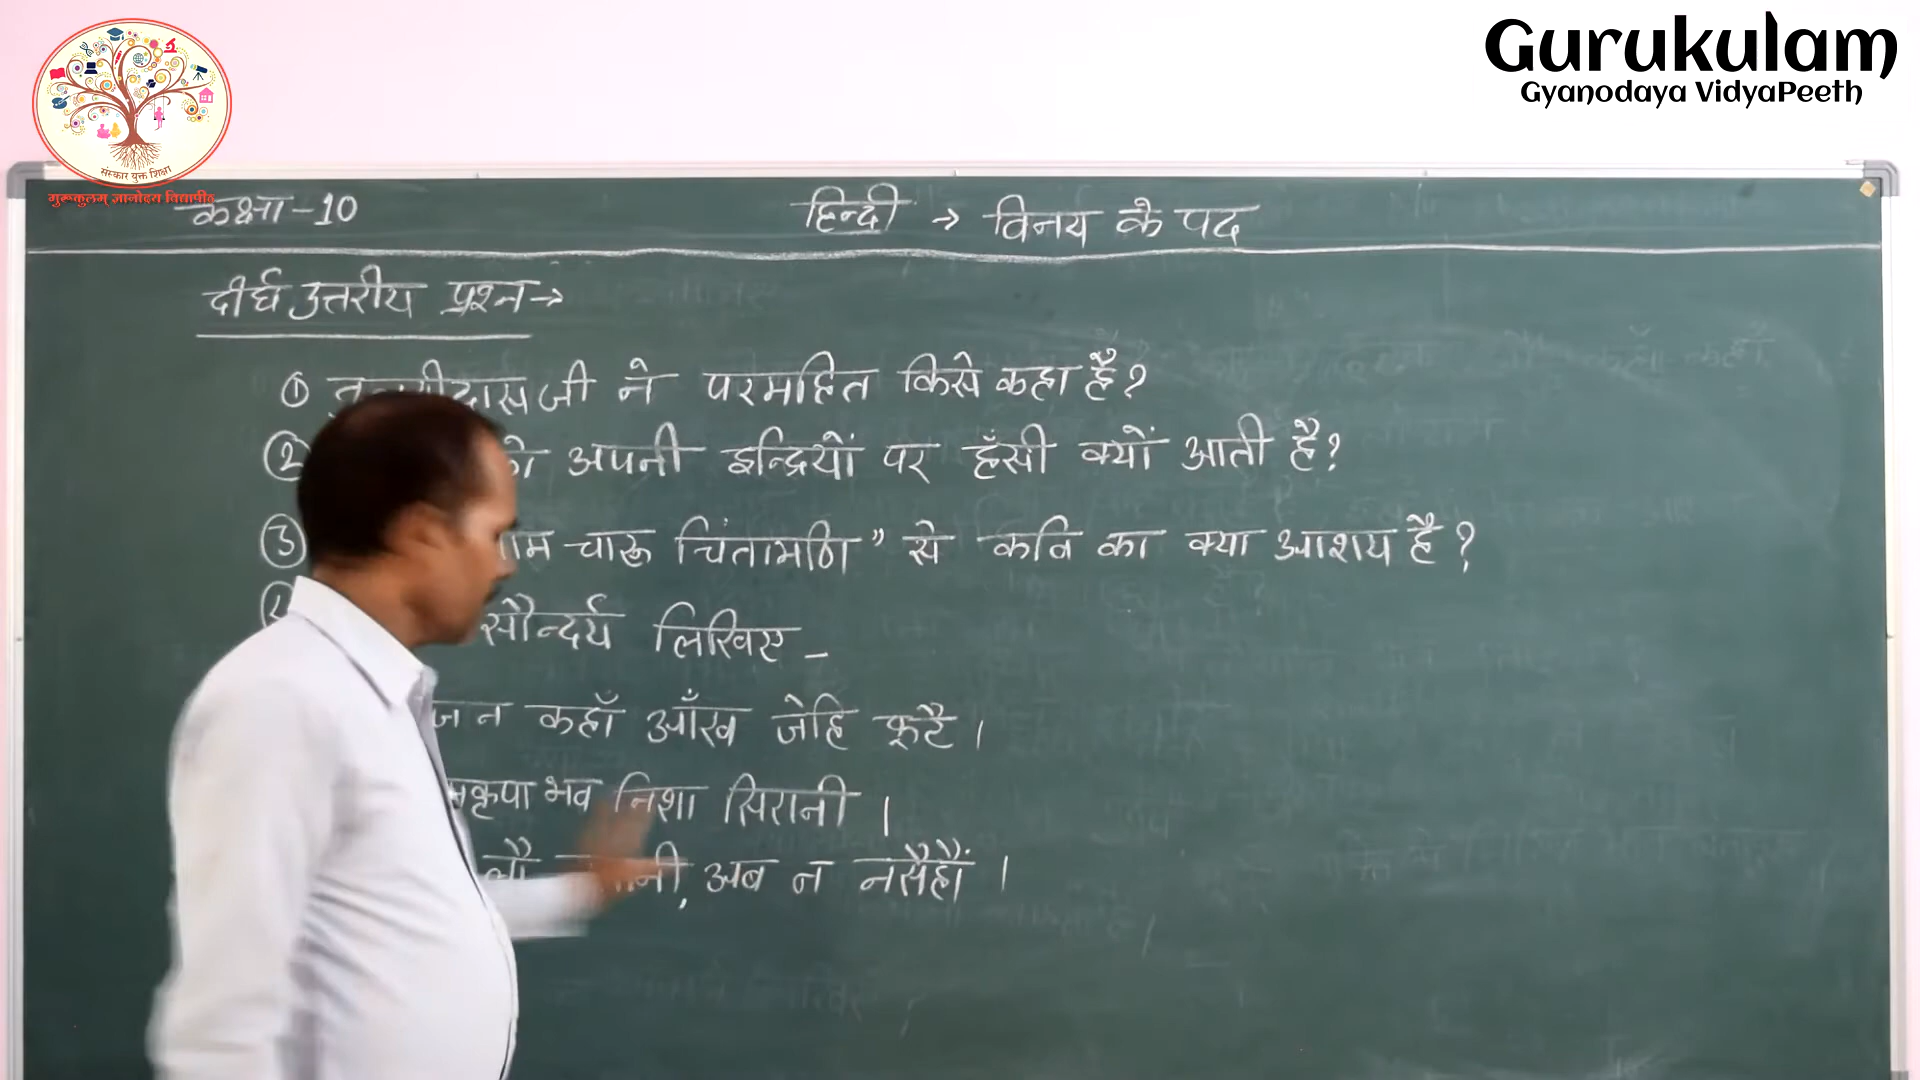 Gurukulam
Gyanodaya VidyaPeeth
संस्कार युक्त शिक्षा
गुरूकुलम् ज्ञानोदय विद्यापीठ
कक्षा-10
हिन्दी → विनय के पद
दीर्घ उत्तरीय प्रश्न→
① जी ने परमहित किसे कहा है?
② को अपनी इन्द्रियों पर हँसी क्यों आती है?
③ चारू चिंतामणि" से कवि का क्या आशय है?
सौन्दर्य लिखिए -
कहाँ आँख जेहि फूटै।
भव निशा सिरानी।
अब न नसैहौं।